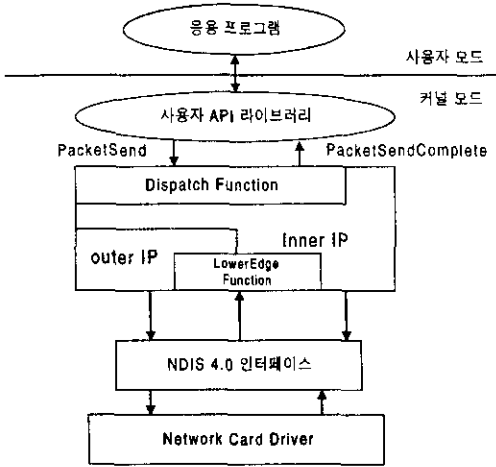 응용 프로그램
사용자 모드
커널 모드
사용자 API 라이브러리
PacketSend
PacketSendComplete
Dispatch Function
Inner IP
outer IP
LowerEdge
Function
NDIS 4.0 인터페이스
Network Card Driver